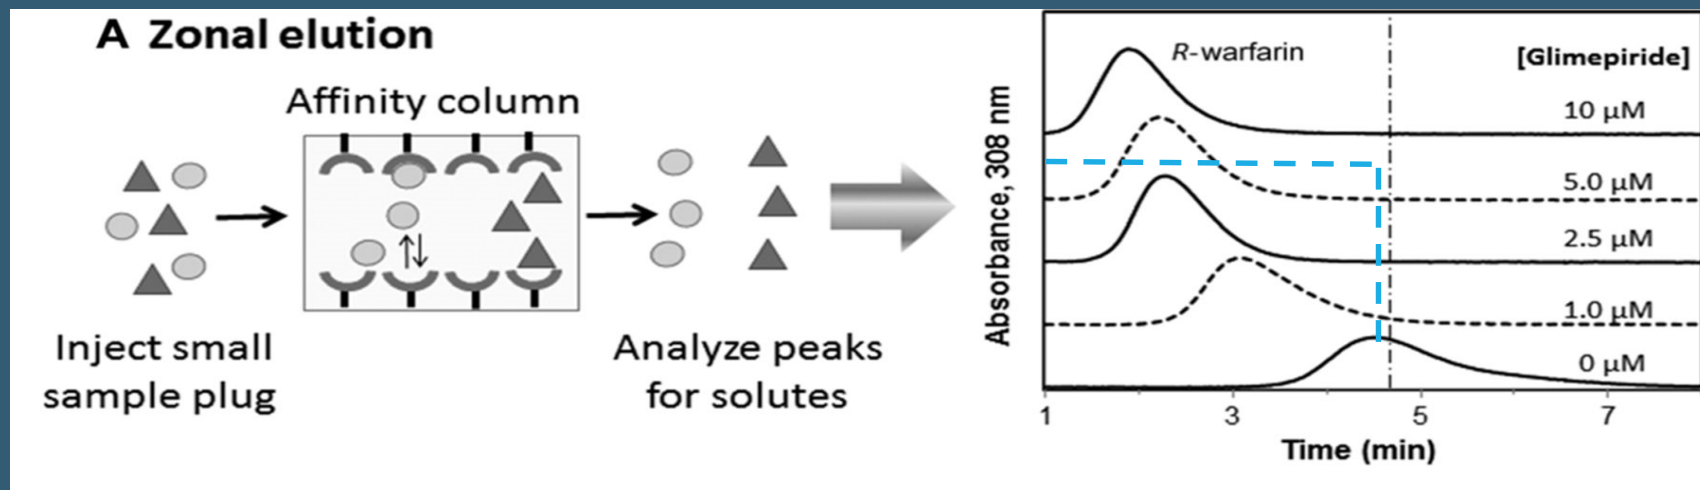 A Zonal elution
Affinity column
Inject small
sample plug
Analyze peaks
for solutes
Absorbance, 308 nm
R-warfarin
[Glimepiride]
10 µM
5.0 µM
2.5 µM
1.0 µM
0 µM
1 3 5 7
Time (min)